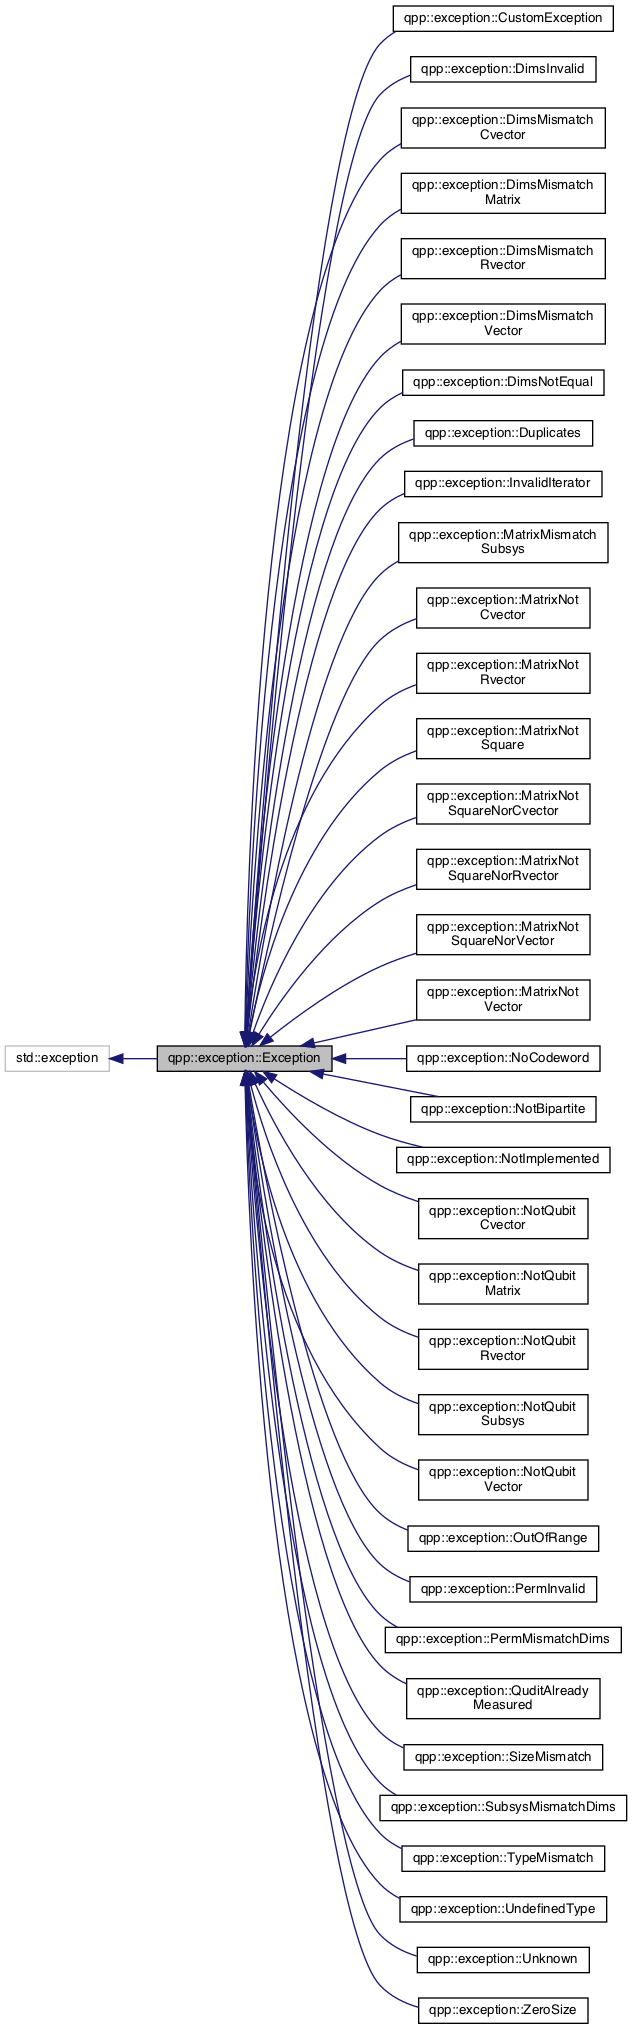 qpp::exception::CustomException
qpp::exception::DimsInvalid
qpp::exception::DimsMismatch
Cvector
qpp::exception::DimsMismatch
Matrix
qpp::exception::DimsMismatch
Rvector
qpp::exception::DimsMismatch
Vector
qpp::exception::DimsNotEqual
qpp::exception::Duplicates
qpp::exception::InvalidIterator
qpp::exception::MatrixMismatch
Subsys
qpp::exception::MatrixNot
Cvector
qpp::exception::MatrixNot
Rvector
qpp::exception::MatrixNot
Square
qpp::exception::MatrixNot
SquareNorCvector
qpp::exception::MatrixNot
SquareNorRvector
qpp::exception::MatrixNot
SquareNorVector
qpp::exception::MatrixNot
Vector
std::exception
qpp::exception::Exception
qpp::exception::NoCodeword
qpp::exception::NotBipartite
qpp::exception::NotImplemented
qpp::exception::NotQubit
Cvector
qpp::exception::NotQubit
Matrix
qpp::exception::NotQubit
Rvector
qpp::exception::NotQubit
Subsys
qpp::exception::NotQubit
Vector
qpp::exception::OutOfRange
qpp::exception::PermInvalid
qpp::exception::PermMismatchDims
qpp::exception::QuditAlready
Measured
qpp::exception::SizeMismatch
qpp::exception::SubsysMismatchDims
qpp::exception::TypeMismatch
qpp::exception::UndefinedType
qpp::exception::Unknown
qpp::exception::ZeroSize